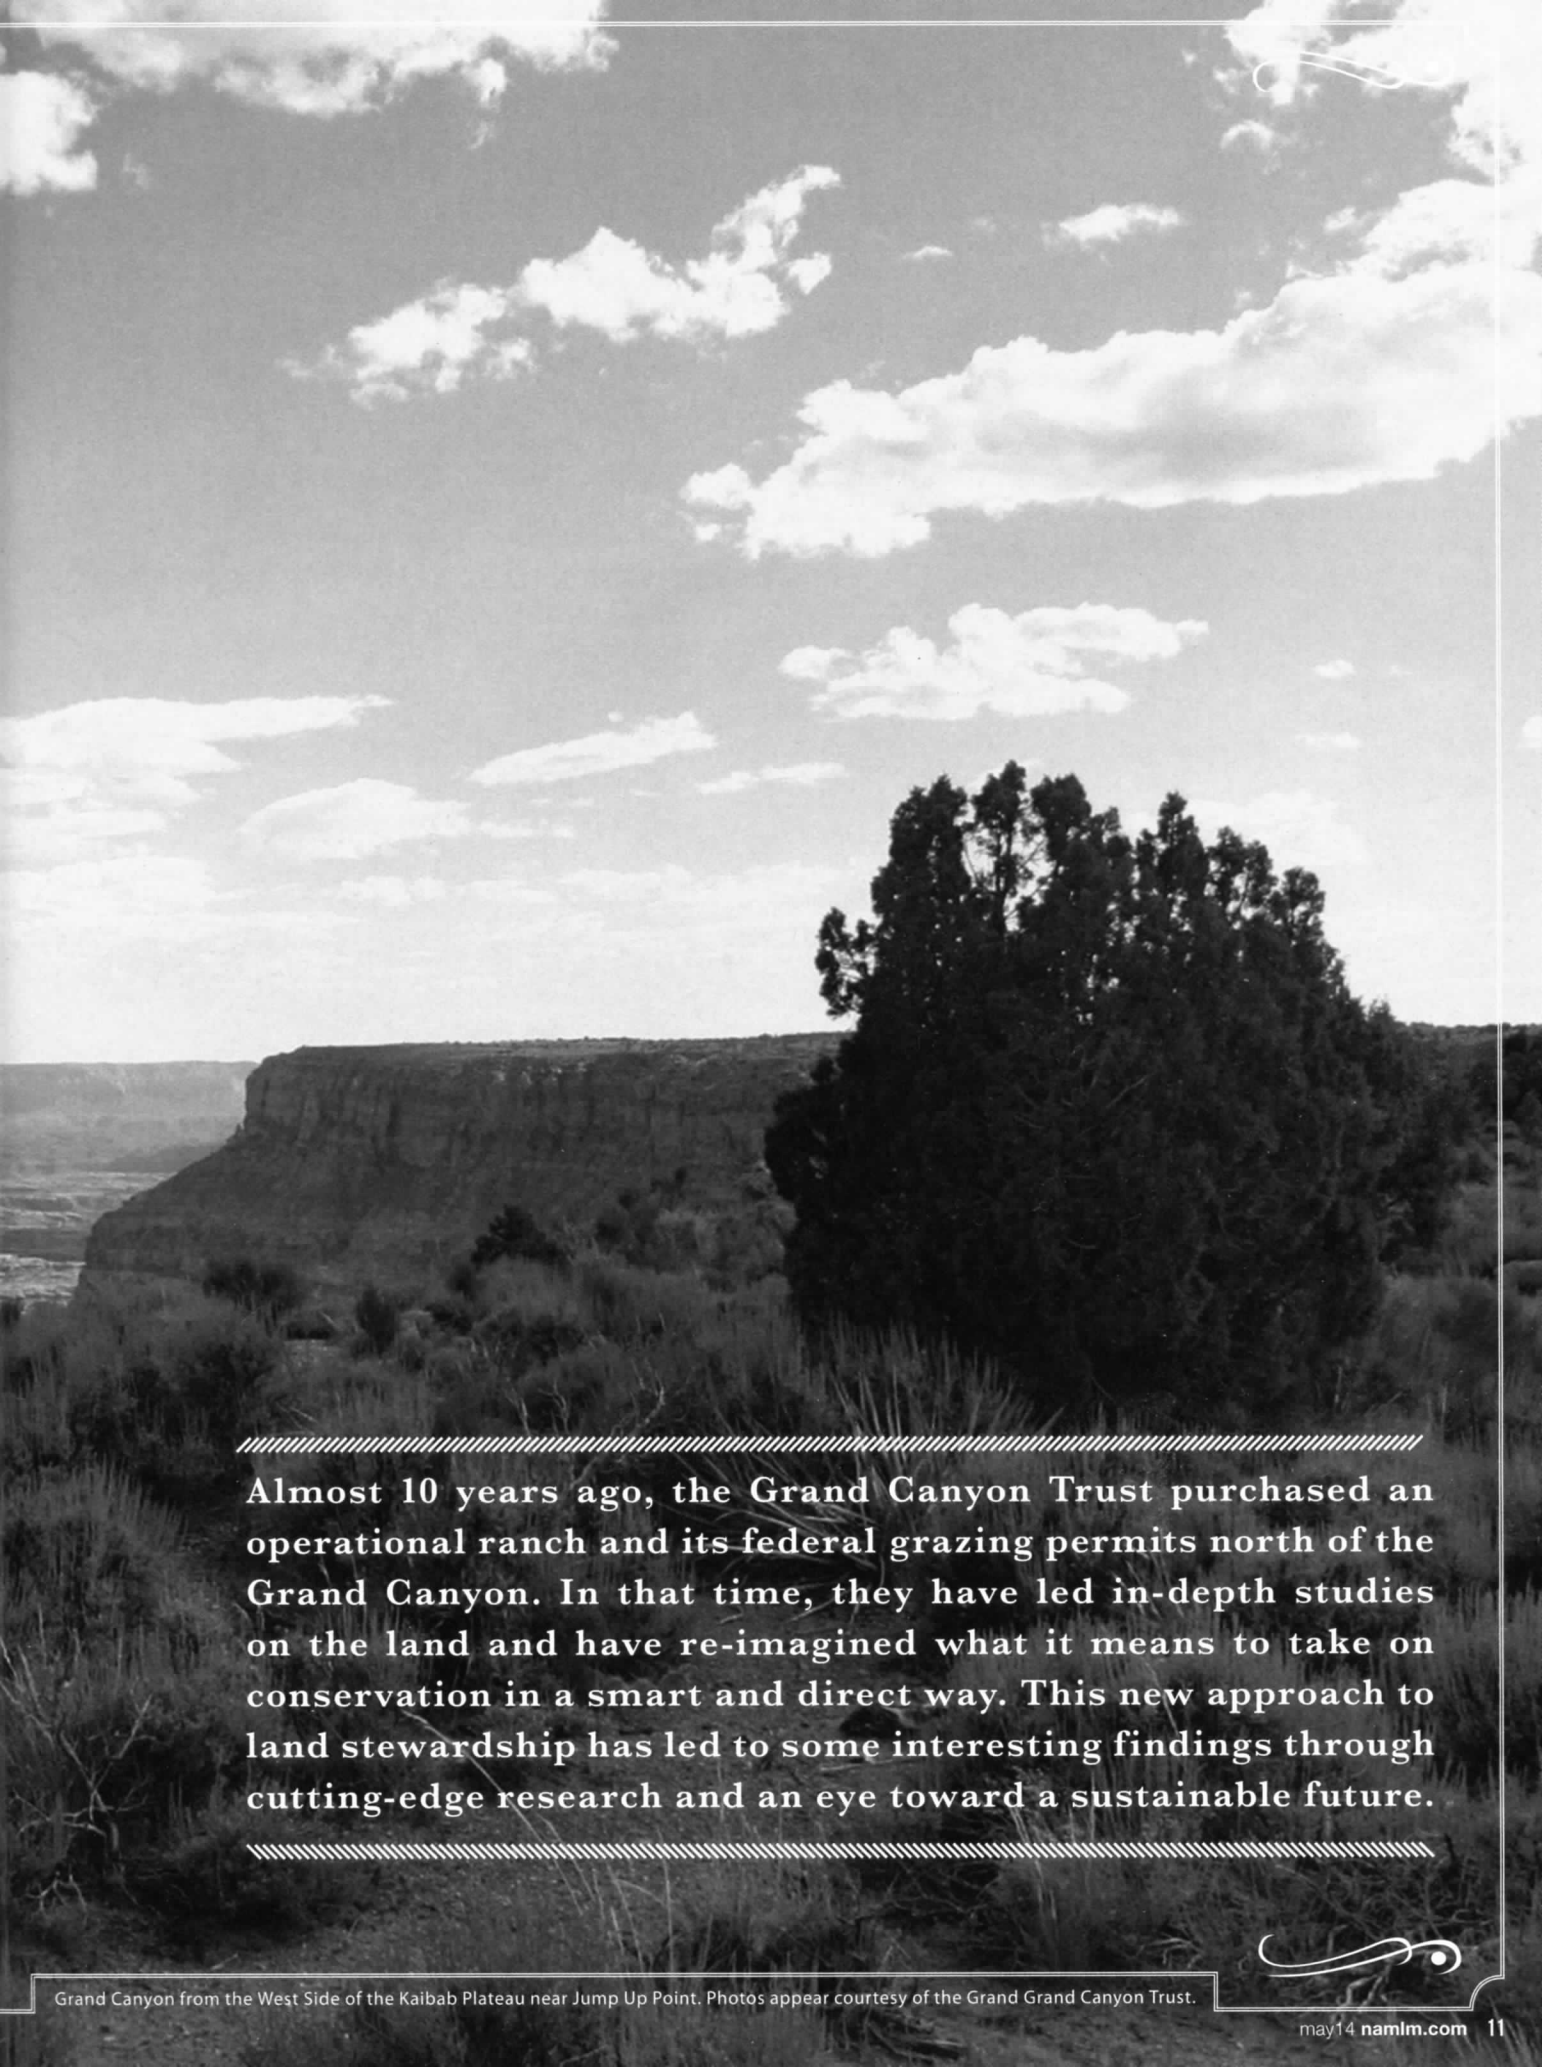 Almost 10 years ago, the Grand Canyon Trust purchased an
operational ranch and its federal grazing permits north of the
Grand Canyon. In that time, they have led in-depth studies
on the land and have re-imagined what it means to take on
conservation in a smart and direct way. This new approach to
land stewardship has led to some interesting findings through
cutting-edge research and an eye toward a sustainable future.
Grand Canyon from the West Side of the Kaibab Plateau near Jump Up Point. Photos appear courtesy of the Grand Grand Canyon Trust.
may14 namlm.com 11